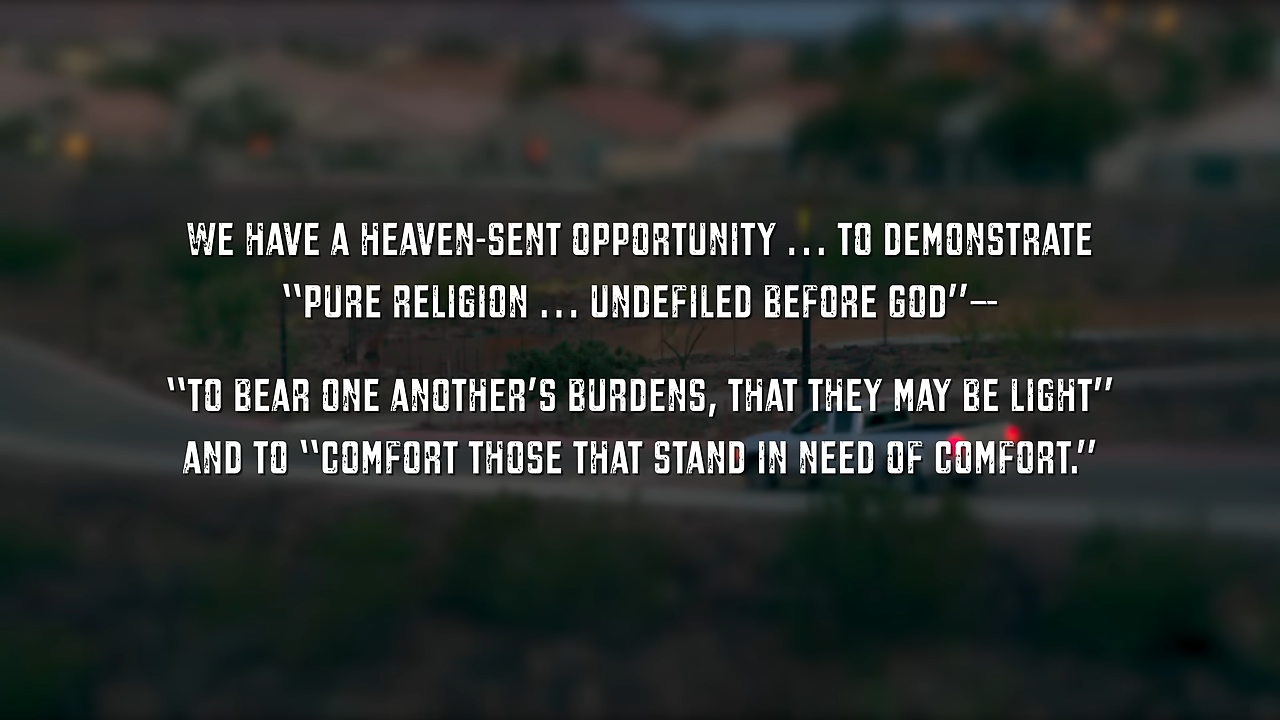 WE HAVE A HEAVEN-SENT OPPORTUNITY ... TO DEMONSTRATE
“PURE RELIGION ... UNDEFILED BEFORE GOD”--
“TO BEAR ONE ANOTHER’S BURDENS, THAT THEY MAY BE LIGHT”
AND TO “COMFORT THOSE THAT STAND IN NEED OF COMFORT.”